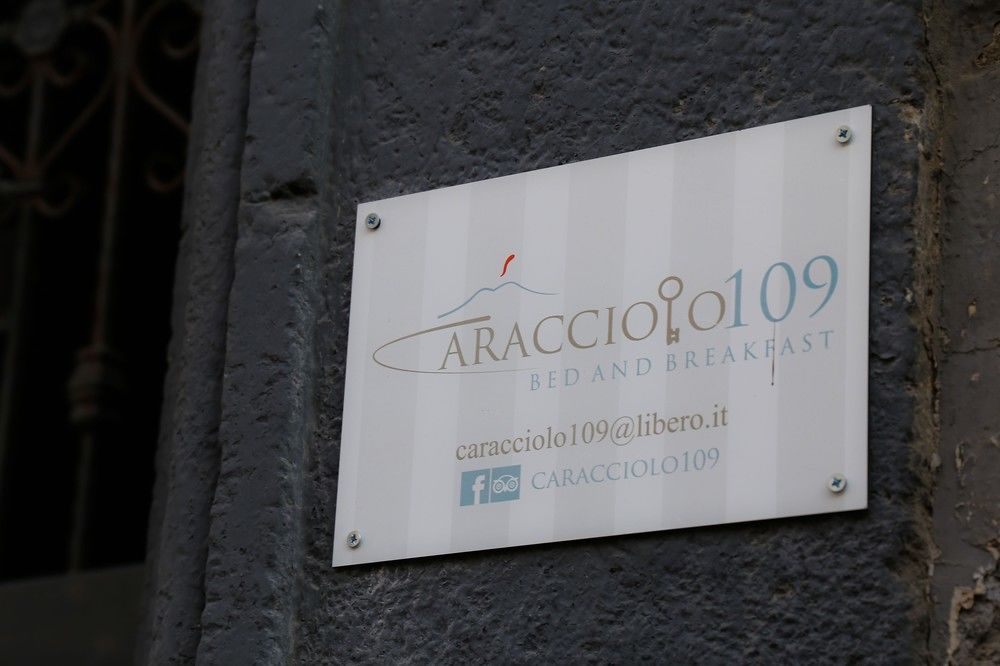 CARACCIOLO109
BED AND BREAKFAST
caracciolo109@libero.it
f CARACCIOLO109